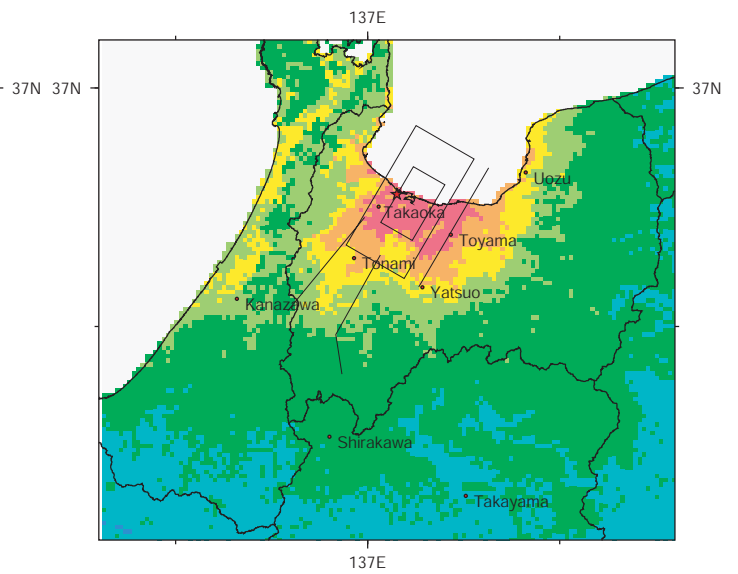 137E
37N 37N 37N
Uozu
Takaoka
Toyama
Tonami
Yatsuo
Kanazawa
Shirakawa
Takayama
137E